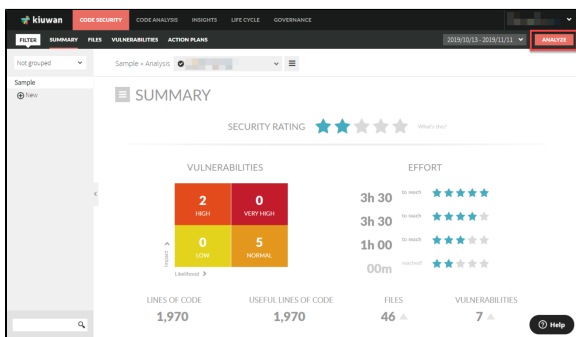 kiuwan CODE SECURITY CODE ANALYSIS INSIGHTS LIFE CYCLE GOVERNANCE
FILTER SUMMARY FILES VULNERABILITIES ACTION PLANS 2019/10/13 - 2019/11/11 ANALYZE
Not grouped
Sample » Analysis
Sample
New
SUMMARY
SECURITY RATING What's this?
VULNERABILITIES EFFORT
2 HIGH
0 VERY HIGH
0 LOW
5 NORMAL
Impact
Likelihood
3h 30 to reach
3h 30 to reach
1h 00 to reach
00m reached!
LINES OF CODE USEFUL LINES OF CODE FILES VULNERABILITIES
1,970 1,970 46 7
Help